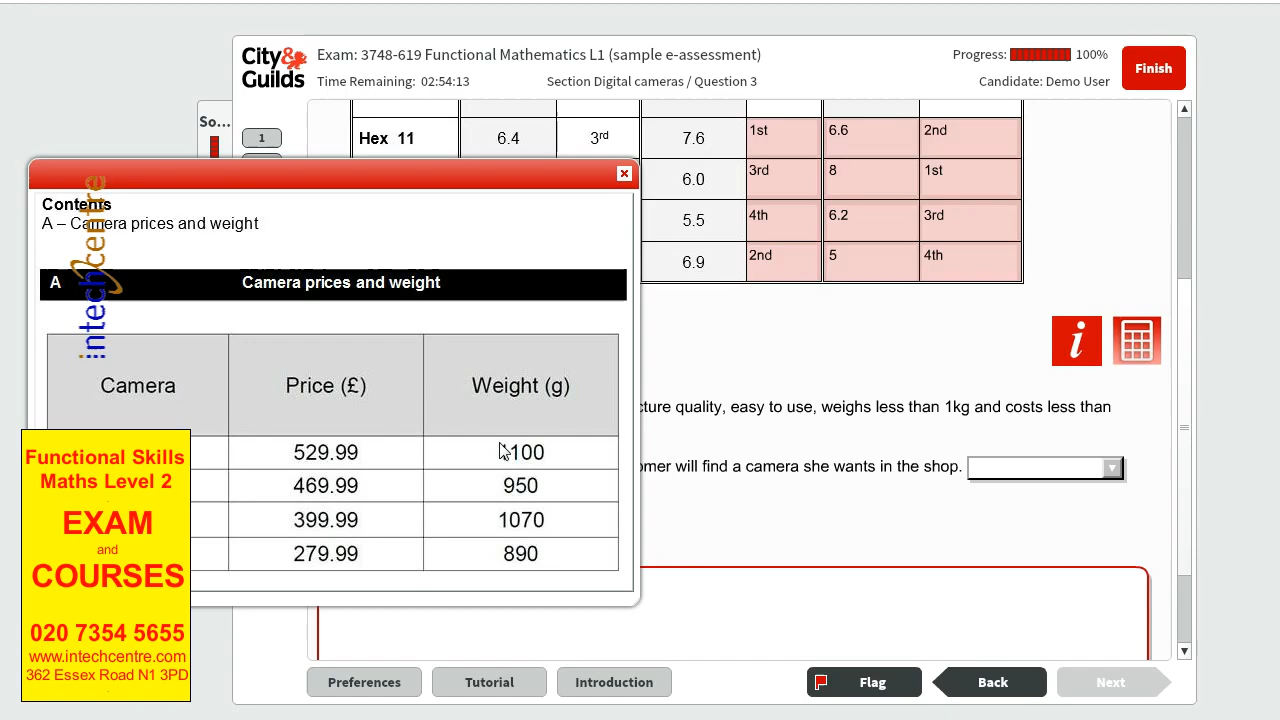 City&
Guilds
Exam: 3748-619 Functional Mathematics L1 (sample e-assessment)
Time Remaining: 02:54:13
Section Digital cameras / Question 3
Progress: 100%
Candidate: Demo User
Finish
So...
1
Hex 11 6.4 3rd 7.6 1st 6.6 2nd
6.0 3rd 8 1st
5.5 4th 6.2 3rd
6.9 2nd 5 4th
Contents
A – Camera prices and weight
A Camera prices and weight
Camera Price (£) Weight (g)
529.99 1100
469.99 950
399.99 1070
279.99 890
intech centre
i
cture quality, easy to use, weighs less than 1kg and costs less than
omer will find a camera she wants in the shop.
Functional Skills
Maths Level 2
EXAM
and
COURSES
020 7354 5655
www.intechcentre.com
362 Essex Road N1 3PD
Preferences
Tutorial
Introduction
Flag
Back
Next